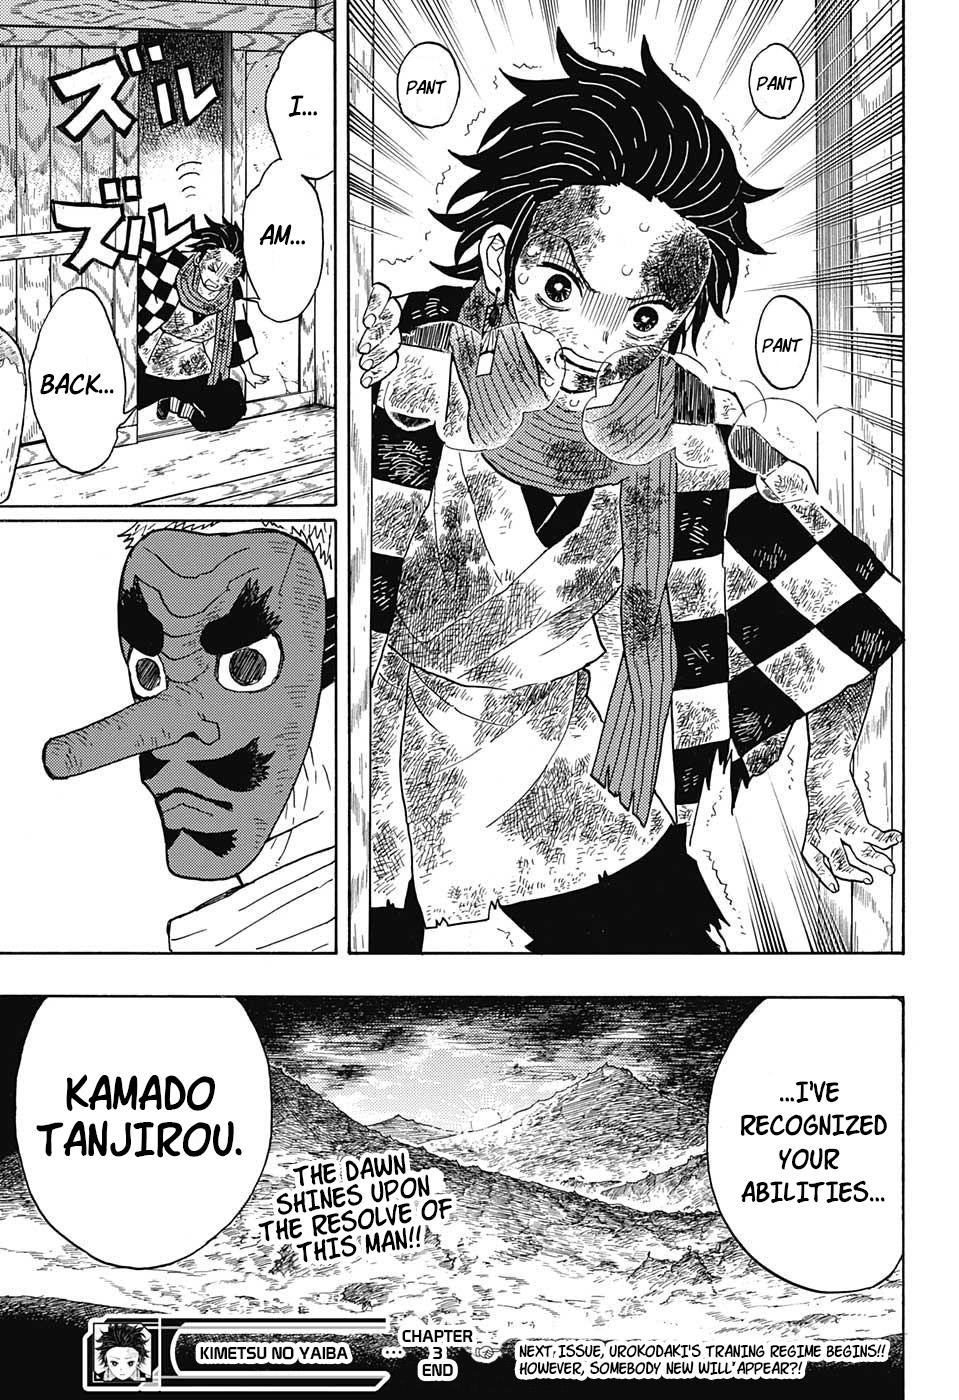 PANT
PANT
PANT
I...
AM...
BACK...
ズル
ズル
...I'VE
RECOGNIZED
YOUR
ABILITIES...
KAMADO
TANJIROU.
THE DAWN
SHINES UPON
THE RESOLVE OF
THIS MAN!!
KIMETSU NO YAIBA
...
CHAPTER
3
END
NEXT ISSUE, UROKODAKI'S TRANING REGIME BEGINS!!
HOWEVER, SOMEBODY NEW WILL APPEAR?!